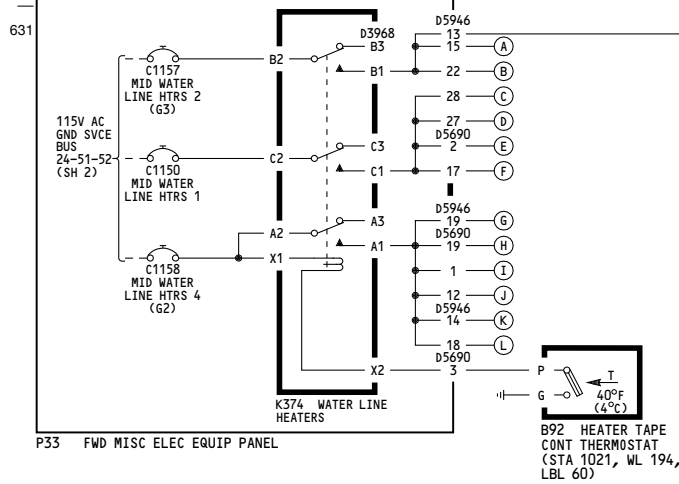 631
D3968
B2
B3
B1
C2
C3
C1
A2
A3
A1
X1
X2
C1157
MID WATER
LINE HTRS 2
(G3)
115V AC
GND SVCE
BUS
24-51-52
(SH 2)
C1150
MID WATER
LINE HTRS 1
C1158
MID WATER
LINE HTRS 4
(G2)
K374 WATER LINE
HEATERS
D5946
13
15 A
22 B
28 C
27 D
D5690
2 E
17 F
D5946
19 G
D5690
19 H
1 I
12 J
D5946
14 K
18 L
D5690
3
P
G
T
40°F
(4°C)
B92 HEATER TAPE
CONT THERMOSTAT
(STA 1021, WL 194,
LBL 60)
P33 FWD MISC ELEC EQUIP PANEL